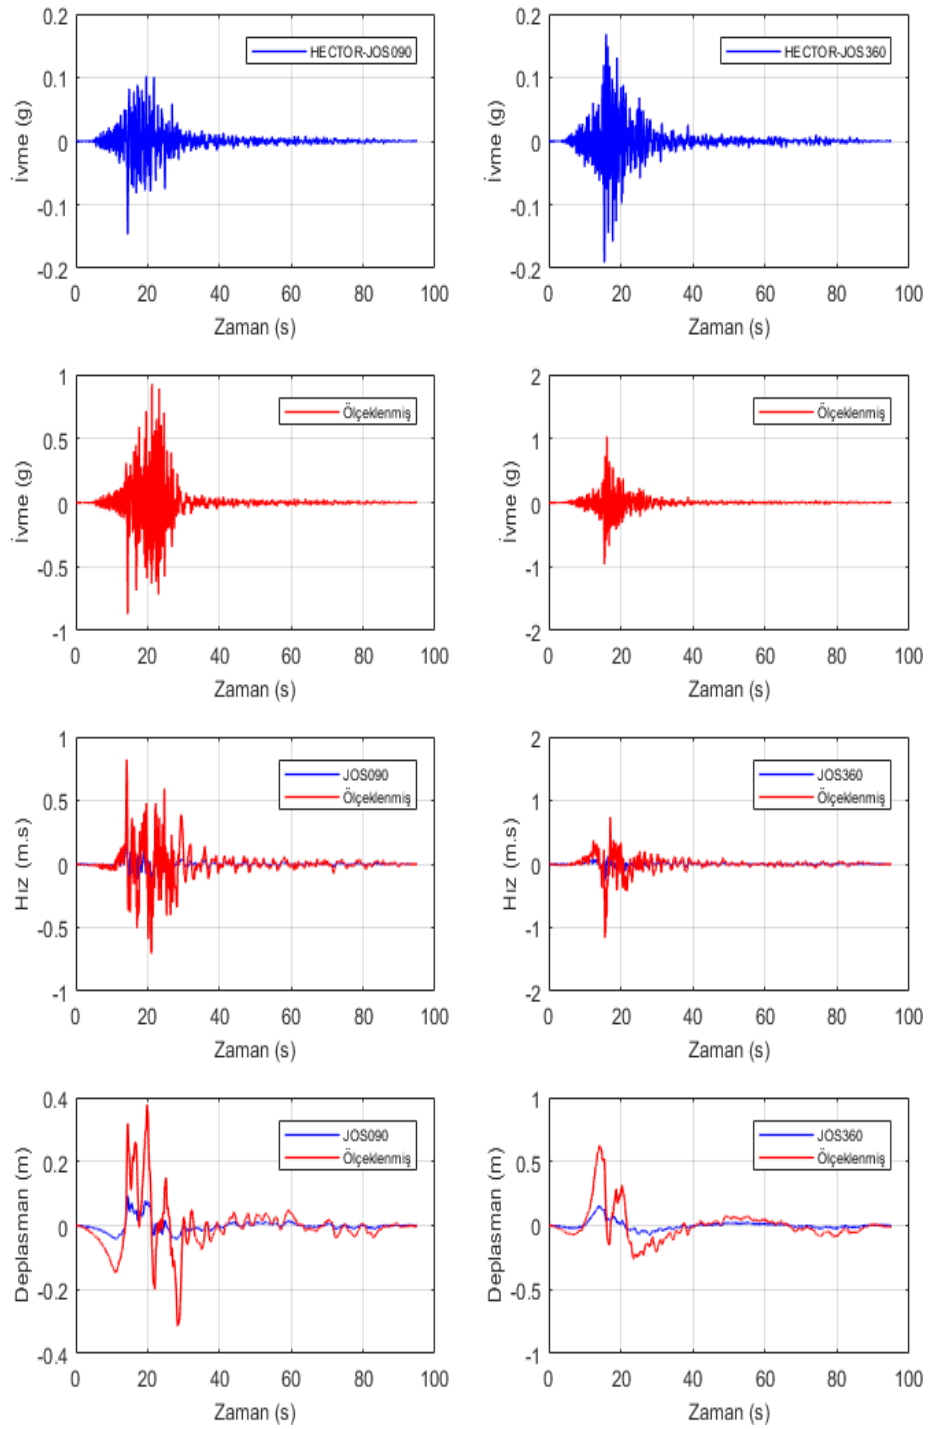 0.2
0.1
0
-0.1
-0.2
İvme (g)
HECTOR-JOS090
0 20 40 60 80 100
Zaman (s)
0.2
0.1
0
-0.1
-0.2
İvme (g)
HECTOR-JOS360
0 20 40 60 80 100
Zaman (s)
1
0.5
0
-0.5
-1
İvme (g)
Ölçeklenmiş
0 20 40 60 80 100
Zaman (s)
2
1
0
-1
-2
İvme (g)
Ölçeklenmiş
0 20 40 60 80 100
Zaman (s)
1
0.5
0
-0.5
-1
Hız (m.s)
JOS090
Ölçeklenmiş
0 20 40 60 80 100
Zaman (s)
2
1
0
-1
-2
Hız (m.s)
JOS360
Ölçeklenmiş
0 20 40 60 80 100
Zaman (s)
0.4
0.2
0
-0.2
-0.4
Deplasman (m)
JOS090
Ölçeklenmiş
0 20 40 60 80 100
Zaman (s)
1
0.5
0
-0.5
-1
Deplasman (m)
JOS360
Ölçeklenmiş
0 20 40 60 80 100
Zaman (s)